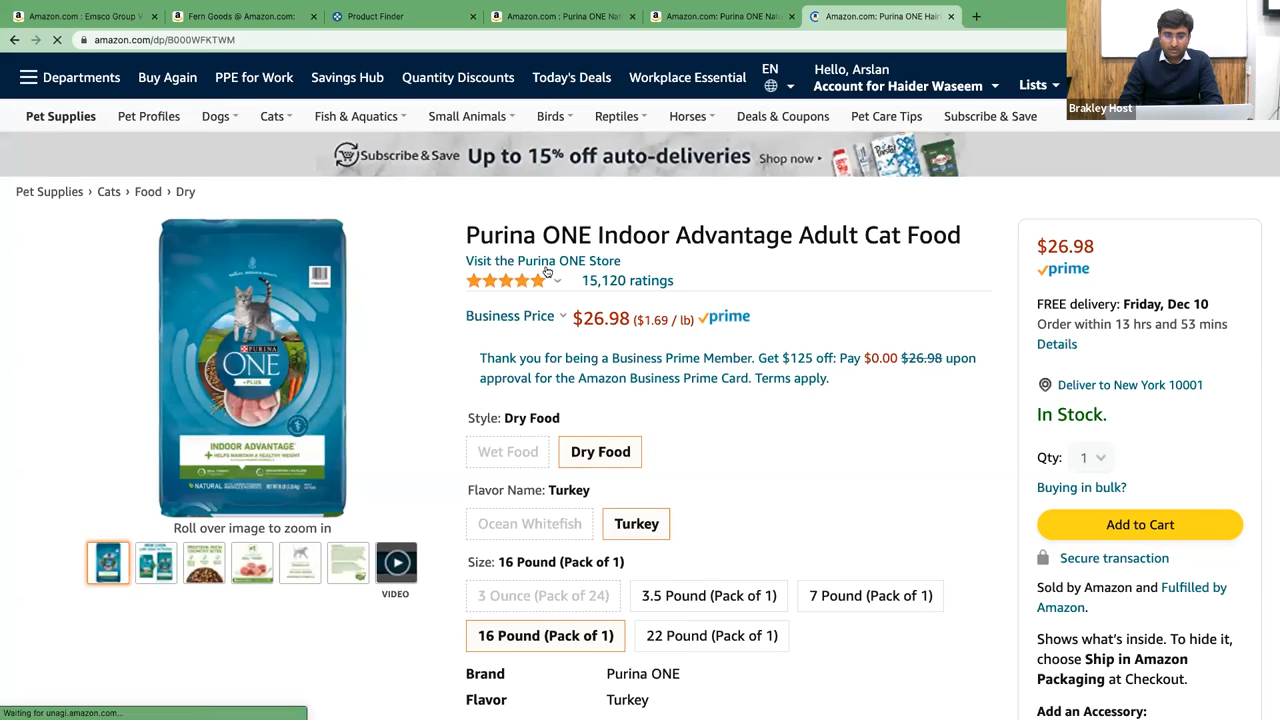 Amazon.com : Emsco Group V
Fern Goods @ Amazon.com:
Product Finder
Amazon.com : Purina ONE Nat
Amazon.com: Purina ONE Natu
Amazon.com: Purina ONE Hair
amazon.com/dp/B000WFKTWM
Brakley Host
Departments
Buy Again
PPE for Work
Savings Hub
Quantity Discounts
Today's Deals
Workplace Essential
EN
Hello, Arslan
Account for Haider Waseem
Lists
Pet Supplies
Pet Profiles
Dogs
Cats
Fish & Aquatics
Small Animals
Birds
Reptiles
Horses
Deals & Coupons
Pet Care Tips
Subscribe & Save
Subscribe & Save
Up to 15% off auto-deliveries
Shop now
Pet Supplies › Cats › Food › Dry
PURINA
ONE
+PLUS
INDOOR ADVANTAGE
+ HELPS MAINTAIN A HEALTHY WEIGHT
NATURAL
Roll over image to zoom in
VIDEO
Purina ONE Indoor Advantage Adult Cat Food
Visit the Purina ONE Store
15,120 ratings
Business Price
$26.98 ($1.69 / lb)
prime
Thank you for being a Business Prime Member. Get $125 off: Pay $0.00 $26.98 upon
approval for the Amazon Business Prime Card. Terms apply.
Style: Dry Food
Wet Food
Dry Food
Flavor Name: Turkey
Ocean Whitefish
Turkey
Size: 16 Pound (Pack of 1)
3 Ounce (Pack of 24)
3.5 Pound (Pack of 1)
7 Pound (Pack of 1)
16 Pound (Pack of 1)
22 Pound (Pack of 1)
Brand
Purina ONE
Flavor
Turkey
$26.98
prime
FREE delivery: Friday, Dec 10
Order within 13 hrs and 53 mins
Details
Deliver to New York 10001
In Stock.
Qty: 1
Buying in bulk?
Add to Cart
Secure transaction
Sold by Amazon and Fulfilled by
Amazon.
Shows what's inside. To hide it,
choose Ship in Amazon
Packaging at Checkout.
Add an Accessory:
Waiting for unagi.amazon.com...